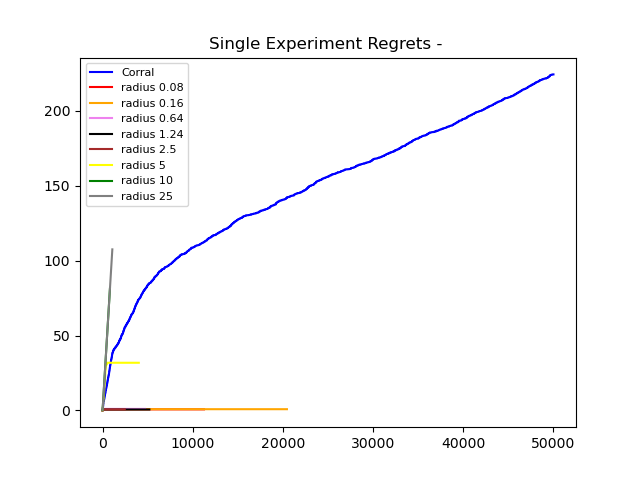 Single Experiment Regrets -
Corral
radius 0.08
radius 0.16
radius 0.64
radius 1.24
radius 2.5
radius 5
radius 10
radius 25
200
150
100
50
0
0 10000 20000 30000 40000 50000